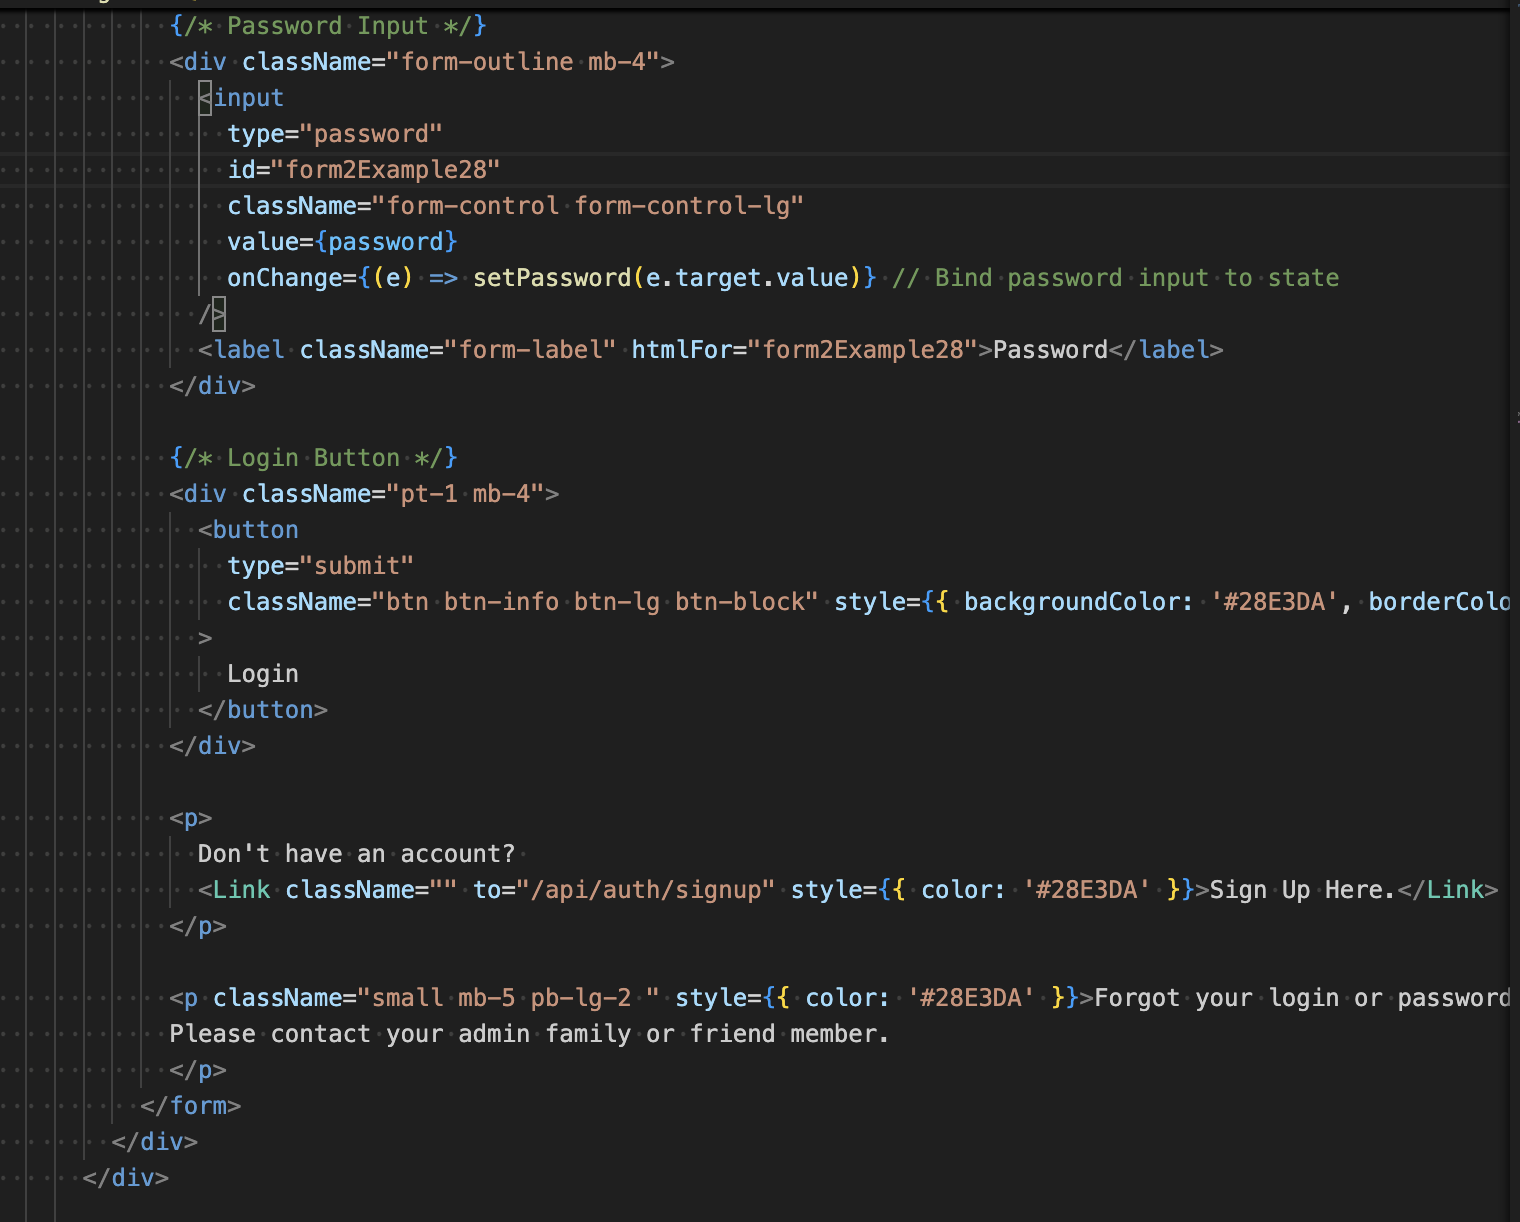 {/* Password Input */}
<div className="form-outline mb-4">
<input
type="password"
id="form2Example28"
className="form-control form-control-lg"
value={password}
onChange={(e) => setPassword(e.target.value)} // Bind password input to state
/>
<label className="form-label" htmlFor="form2Example28">Password</label>
</div>
{/* Login Button */}
<div className="pt-1 mb-4">
<button
type="submit"
className="btn btn-info btn-lg btn-block" style={{ backgroundColor: '#28E3DA', borderColo
>
Login
</button>
</div>
<p>
Don't have an account?
<Link className="" to="/api/auth/signup" style={{ color: '#28E3DA' }}>Sign Up Here.</Link>
</p>
<p className="small mb-5 pb-lg-2 " style={{ color: '#28E3DA' }}>Forgot your login or password
Please contact your admin family or friend member.
</p>
</form>
</div>
</div>